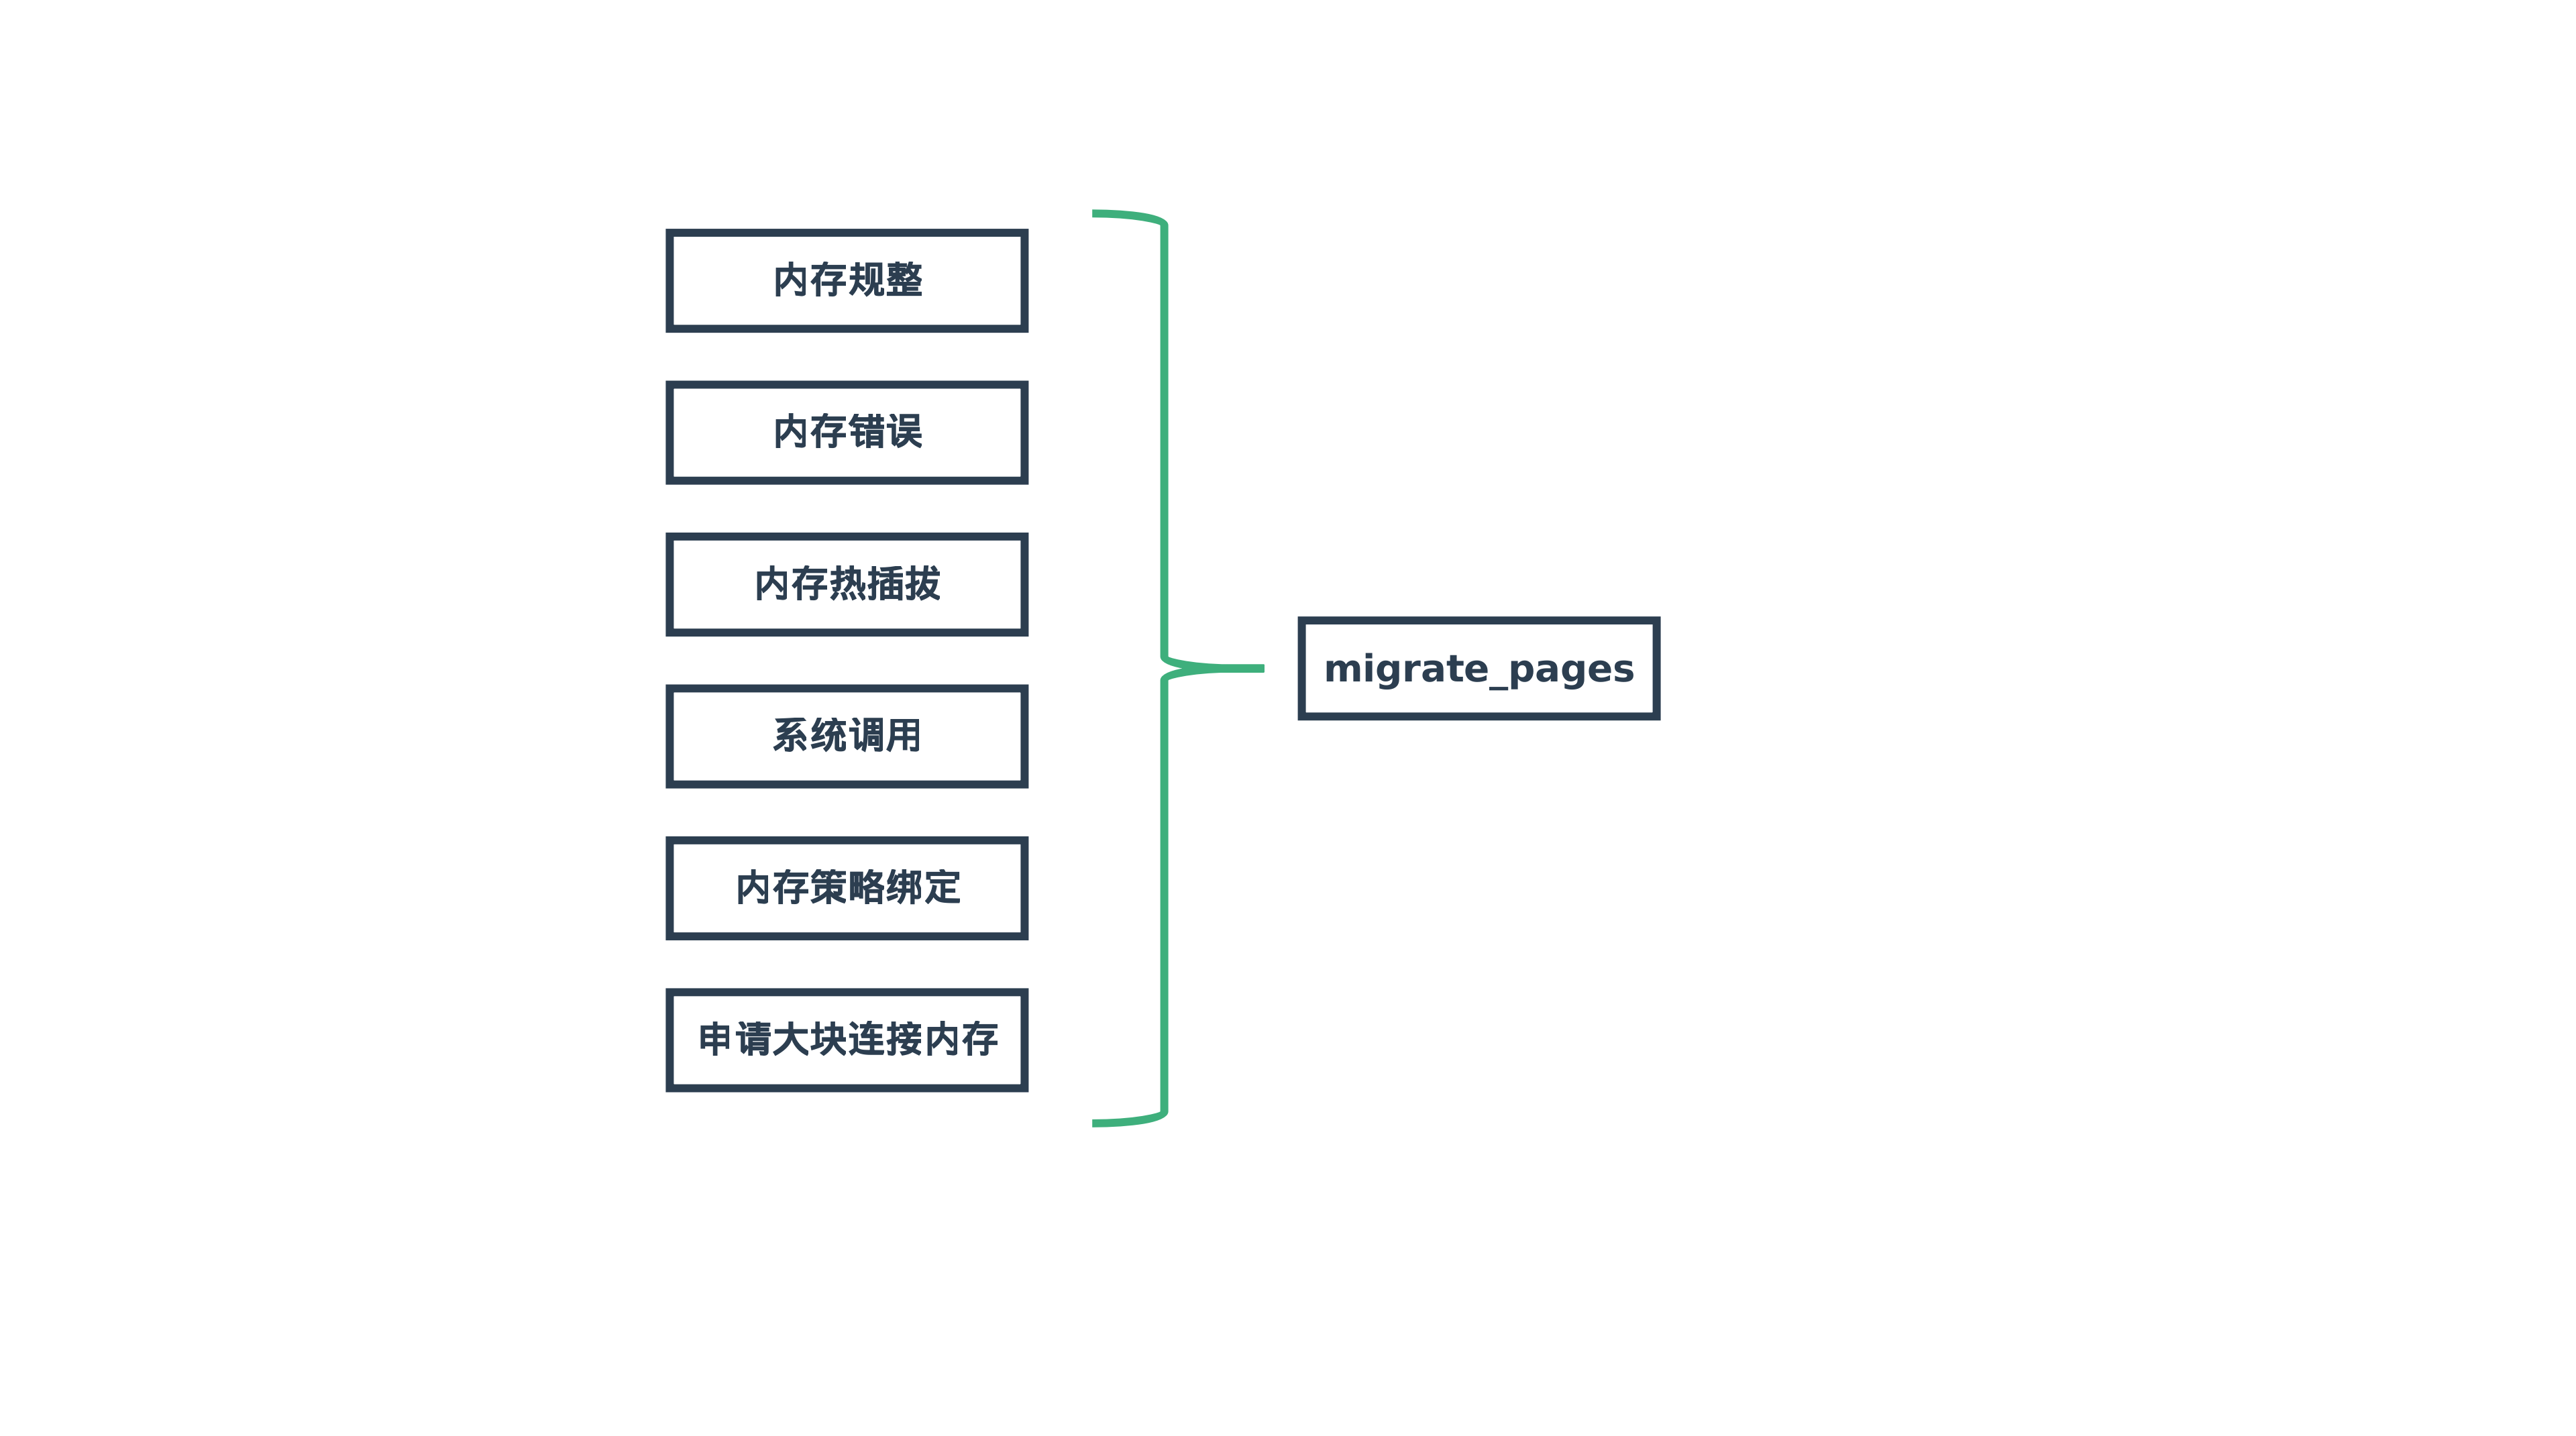 内存规整
内存错误
内存热插拔
系统调用
内存策略绑定
申请大块连接内存
migrate_pages